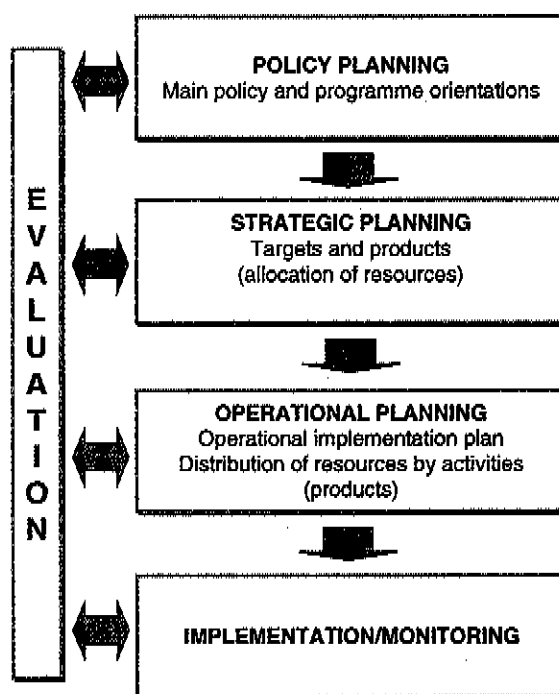 EVALUATION
POLICY PLANNING
Main policy and programme orientations
STRATEGIC PLANNING
Targets and products
(allocation of resources)
OPERATIONAL PLANNING
Operational implementation plan
Distribution of resources by activities
(products)
IMPLEMENTATION/MONITORING